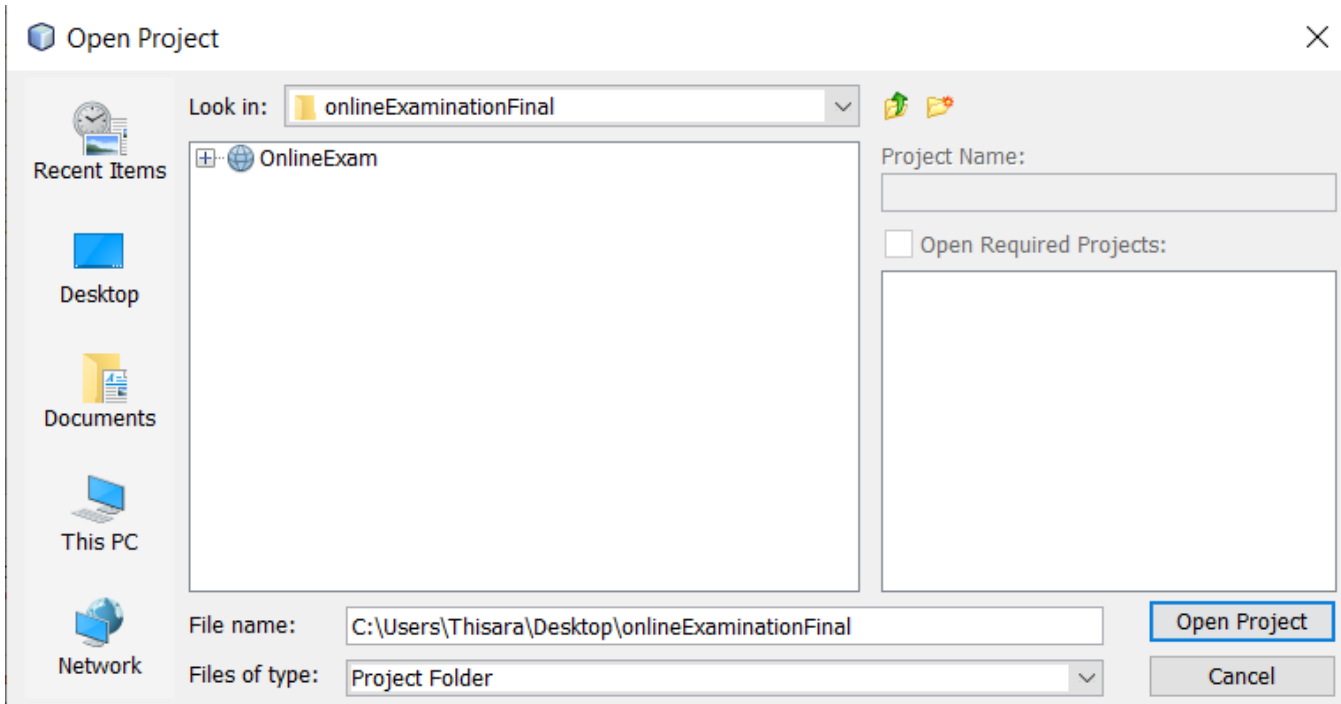 Open Project
Look in: onlineExaminationFinal
Recent Items
Desktop
Documents
This PC
Network
OnlineExam
Project Name:
Open Required Projects:
File name: C:\Users\Thisara\Desktop\onlineExaminationFinal
Open Project
Files of type: Project Folder
Cancel